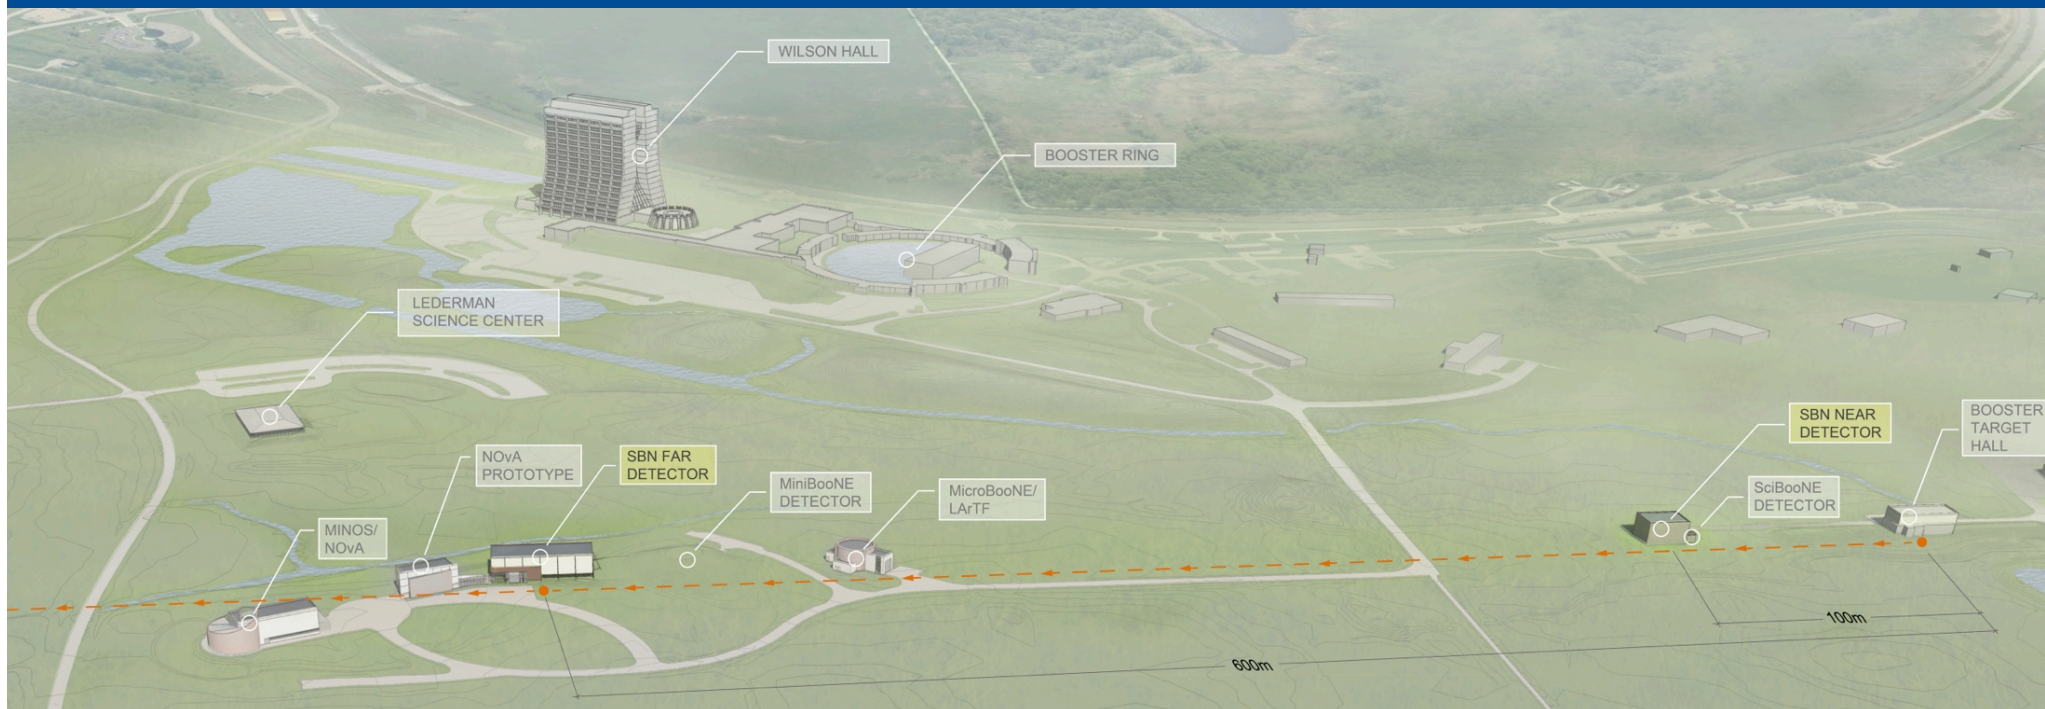 WILSON HALL
BOOSTER RING
LEDERMAN
SCIENCE CENTER
SBN NEAR
DETECTOR
BOOSTER
TARGET
HALL
NOvA
PROTOTYPE
SBN FAR
DETECTOR
MiniBooNE
DETECTOR
MicroBooNE/
LArTF
SciBooNE
DETECTOR
MINOS/
NOvA
100m
600m